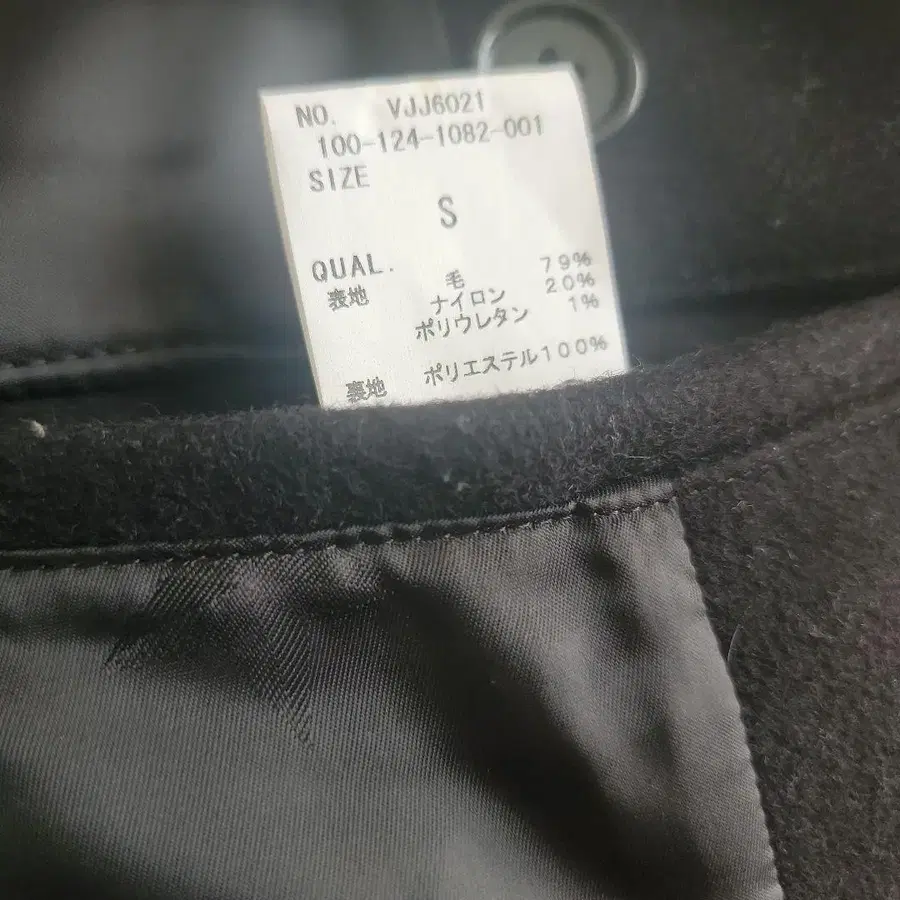 NO. VJJ6021
100-124-1082-001
SIZE
S
QUAL.
表地 毛 79%
ナイロン 20%
ポリウレタン 1%
裏地 ポリエステル100%